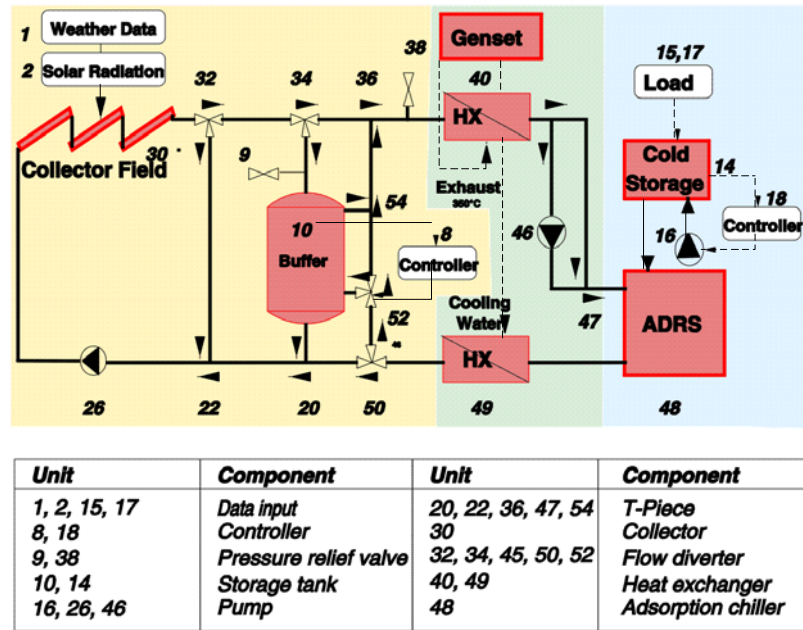 1 Weather Data
2 Solar Radiation
32
34
36
38
Genset
40
HX
15,17
Load
Collector Field
30
9
54
Exhaust
360°C
46
Cold
Storage
14
18
Controller
16
10
Buffer
8
Controller
52
Cooling
Water
HX
47
ADRS
26
22
20
50
49
48
Unit Component Unit Component
1, 2, 15, 17 Data input 20, 22, 36, 47, 54 T-Piece
8, 18 Controller 30 Collector
9, 38 Pressure relief valve 32, 34, 45, 50, 52 Flow diverter
10, 14 Storage tank 40, 49 Heat exchanger
16, 26, 46 Pump 48 Adsorption chiller